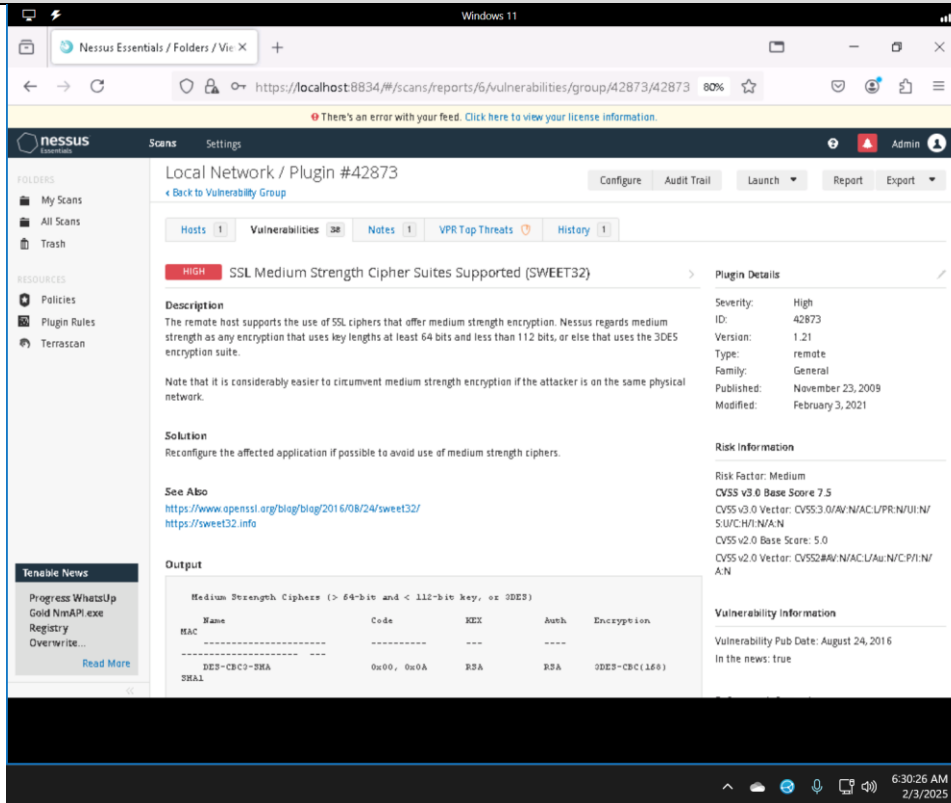 Windows 11
Nessus Essentials / Folders / Vie
https://localhost:8834/#/scans/reports/6/vulnerabilities/group/42873/42873 80%
There's an error with your feed. Click here to view your license information.
nessus Essentials Scans Settings Admin
FOLDERS
My Scans
All Scans
Trash
RESOURCES
Policies
Plugin Rules
Terrascan
Tenable News
Progress WhatsUp
Gold NmAPI.exe
Registry
Overwrite...
Read More
Local Network / Plugin #42873
Back to Vulnerability Group
Configure Audit Trail Launch Report Export
Hosts 1 Vulnerabilities 38 Notes 1 VPR Top Threats History 1
HIGH SSL Medium Strength Cipher Suites Supported (SWEET32)
Description
The remote host supports the use of SSL ciphers that offer medium strength encryption. Nessus regards medium
strength as any encryption that uses key lengths at least 64 bits and less than 112 bits, or else that uses the 3DES
encryption suite.
Note that it is considerably easier to circumvent medium strength encryption if the attacker is on the same physical
network.
Solution
Reconfigure the affected application if possible to avoid use of medium strength ciphers.
See Also
https://www.openssl.org/blog/blog/2016/08/24/sweet32/
https://sweet32.info
Output
Medium Strength Ciphers (> 64-bit and < 112-bit key, or 3DES)
Name Code KEX Auth Encryption
MAC
---------------------- ---------- --- ----
--------------------- ---
DES-CBC3-SHA 0x00, 0x0A RSA RSA 3DES-CBC(168)
SHA1
Plugin Details
Severity: High
ID: 42873
Version: 1.21
Type: remote
Family: General
Published: November 23, 2009
Modified: February 3, 2021
Risk Information
Risk Factor: Medium
CVSS v3.0 Base Score 7.5
CVSS v3.0 Vector: CVSS:3.0/AV:N/AC:L/PR:N/UI:N/
S:U/C:H/I:N/A:N
CVSS v2.0 Base Score: 5.0
CVSS v2.0 Vector: CVSS2#AV:N/AC:L/Au:N/C:P/I:N/
A:N
Vulnerability Information
Vulnerability Pub Date: August 24, 2016
In the news: true
6:30:26 AM
2/3/2025